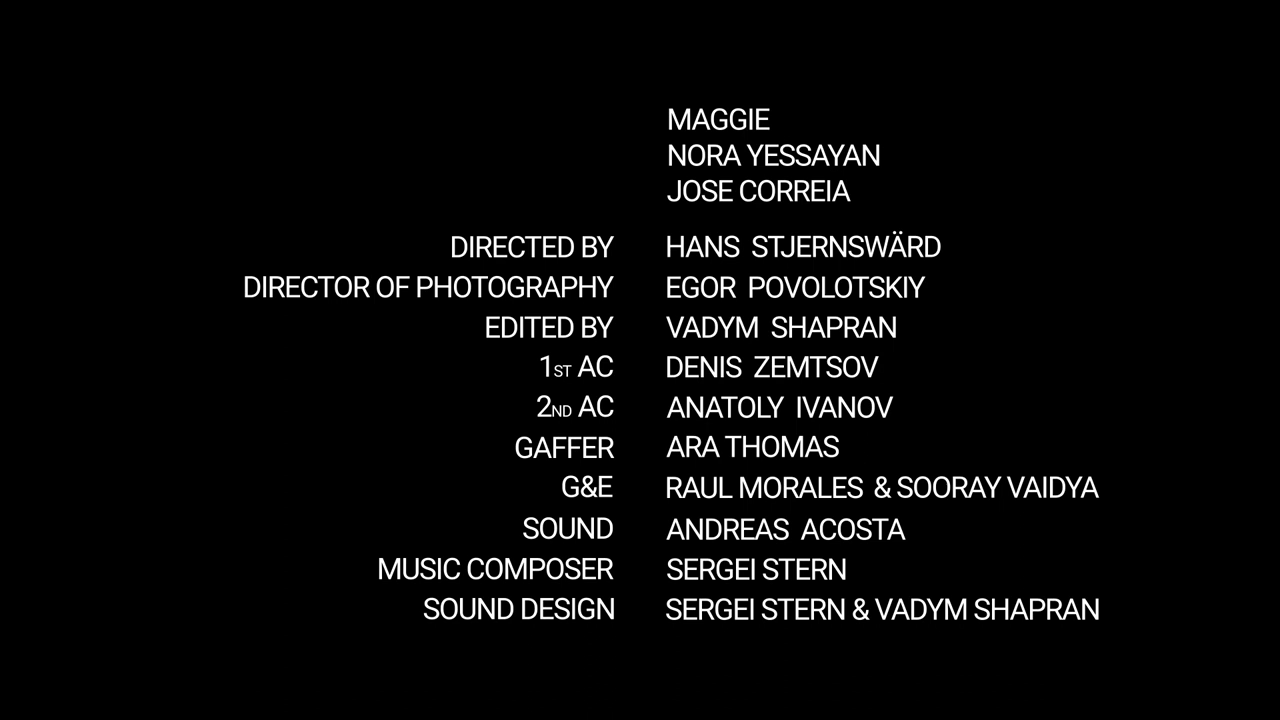 MAGGIE
NORA YESSAYAN
JOSE CORREIA
DIRECTED BY HANS STJERNSWÄRD
DIRECTOR OF PHOTOGRAPHY EGOR POVOLOTSKIY
EDITED BY VADYM SHAPRAN
1ST AC DENIS ZEMTSOV
2ND AC ANATOLY IVANOV
GAFFER ARA THOMAS
G&E RAUL MORALES & SOORAY VAIDYA
SOUND ANDREAS ACOSTA
MUSIC COMPOSER SERGEI STERN
SOUND DESIGN SERGEI STERN & VADYM SHAPRAN